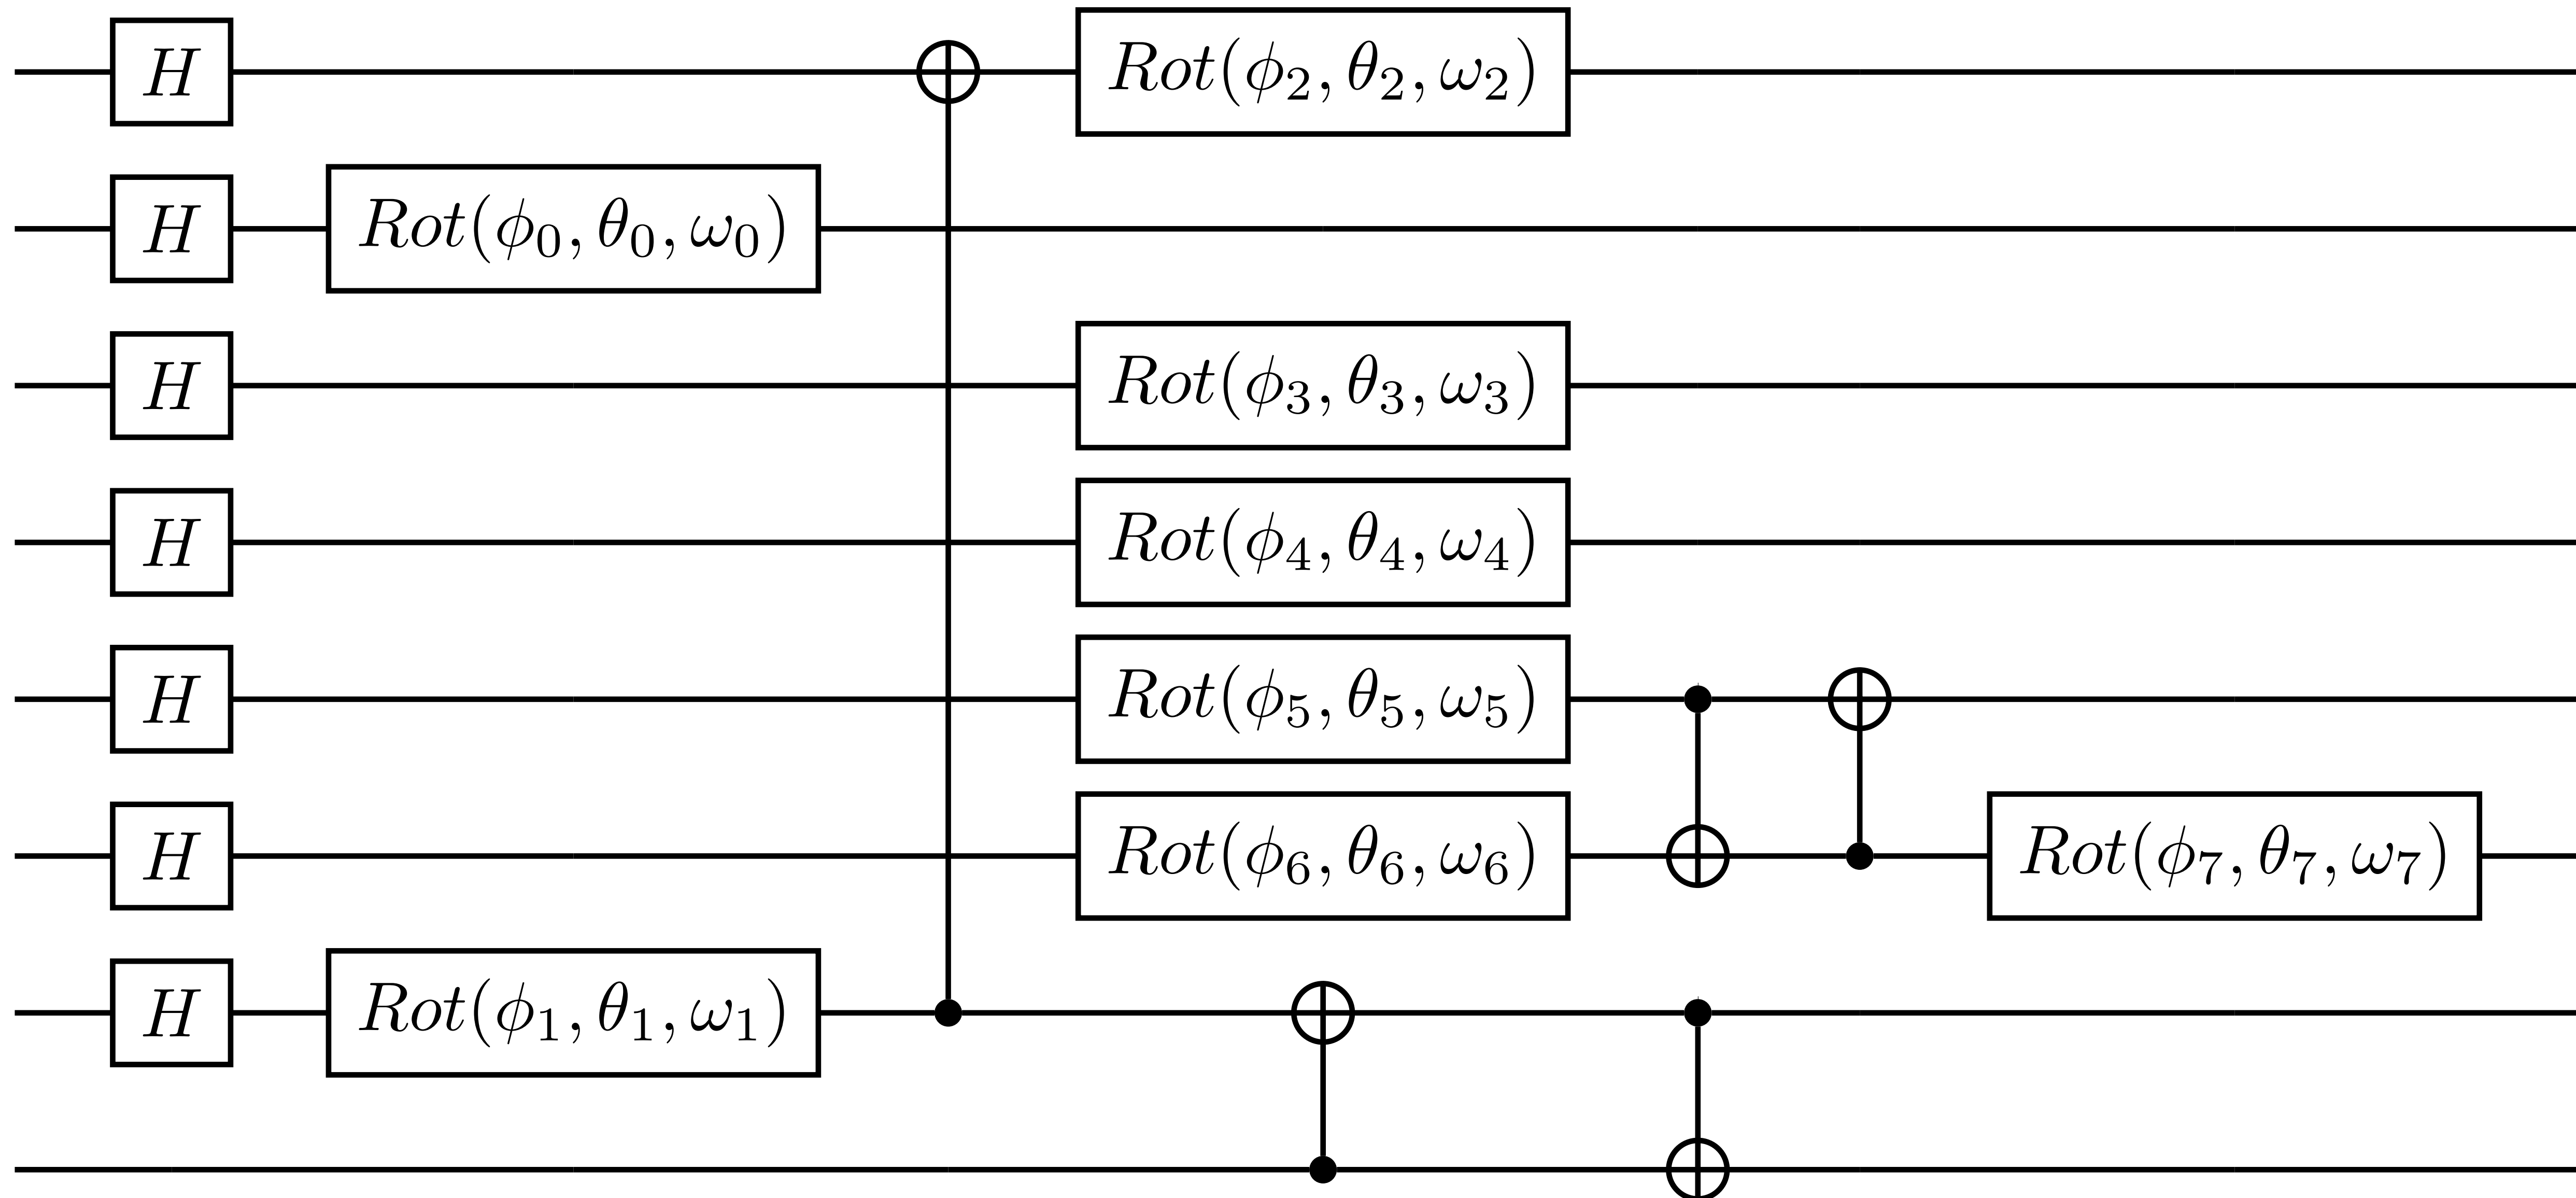 H Rot(ϕ₂, θ₂, ω₂)
H Rot(ϕ₀, θ₀, ω₀)
H Rot(ϕ₃, θ₃, ω₃)
H Rot(ϕ₄, θ₄, ω₄)
H Rot(ϕ₅, θ₅, ω₅)
H Rot(ϕ₆, θ₆, ω₆) Rot(ϕ₇, θ₇, ω₇)
H Rot(ϕ₁, θ₁, ω₁)